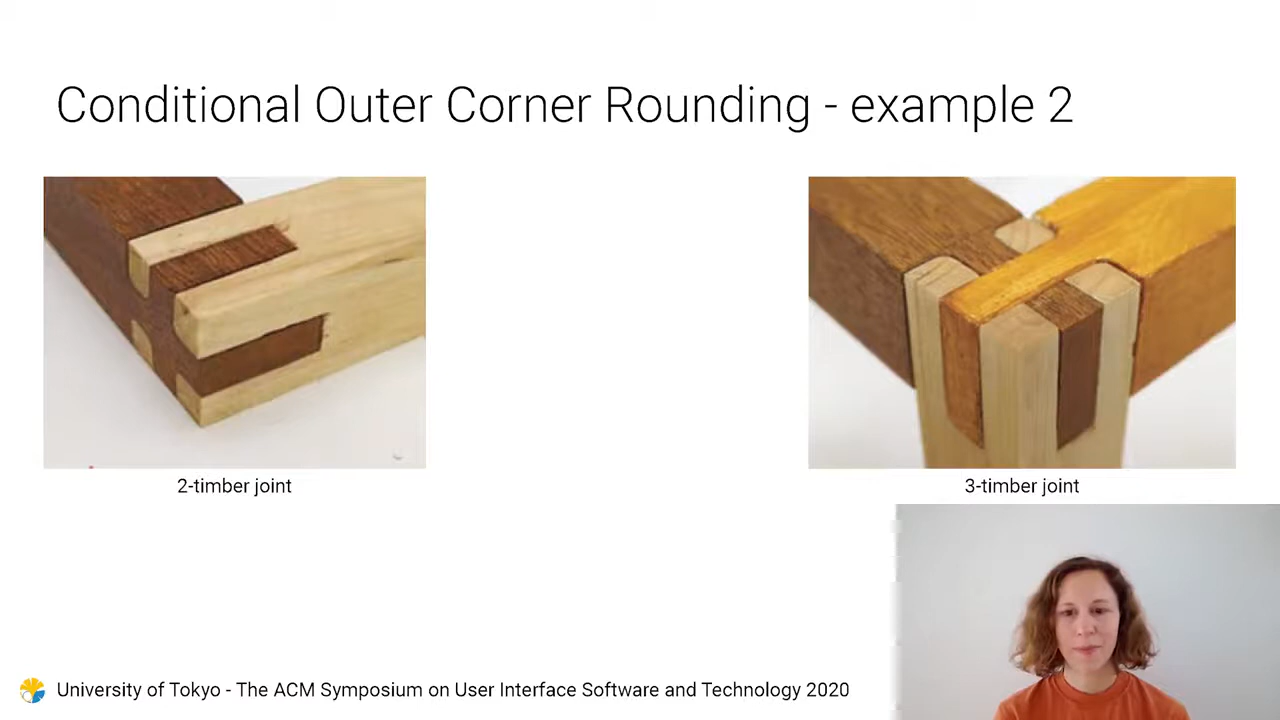 Conditional Outer Corner Rounding - example 2
2-timber joint
3-timber joint
University of Tokyo - The ACM Symposium on User Interface Software and Technology 2020